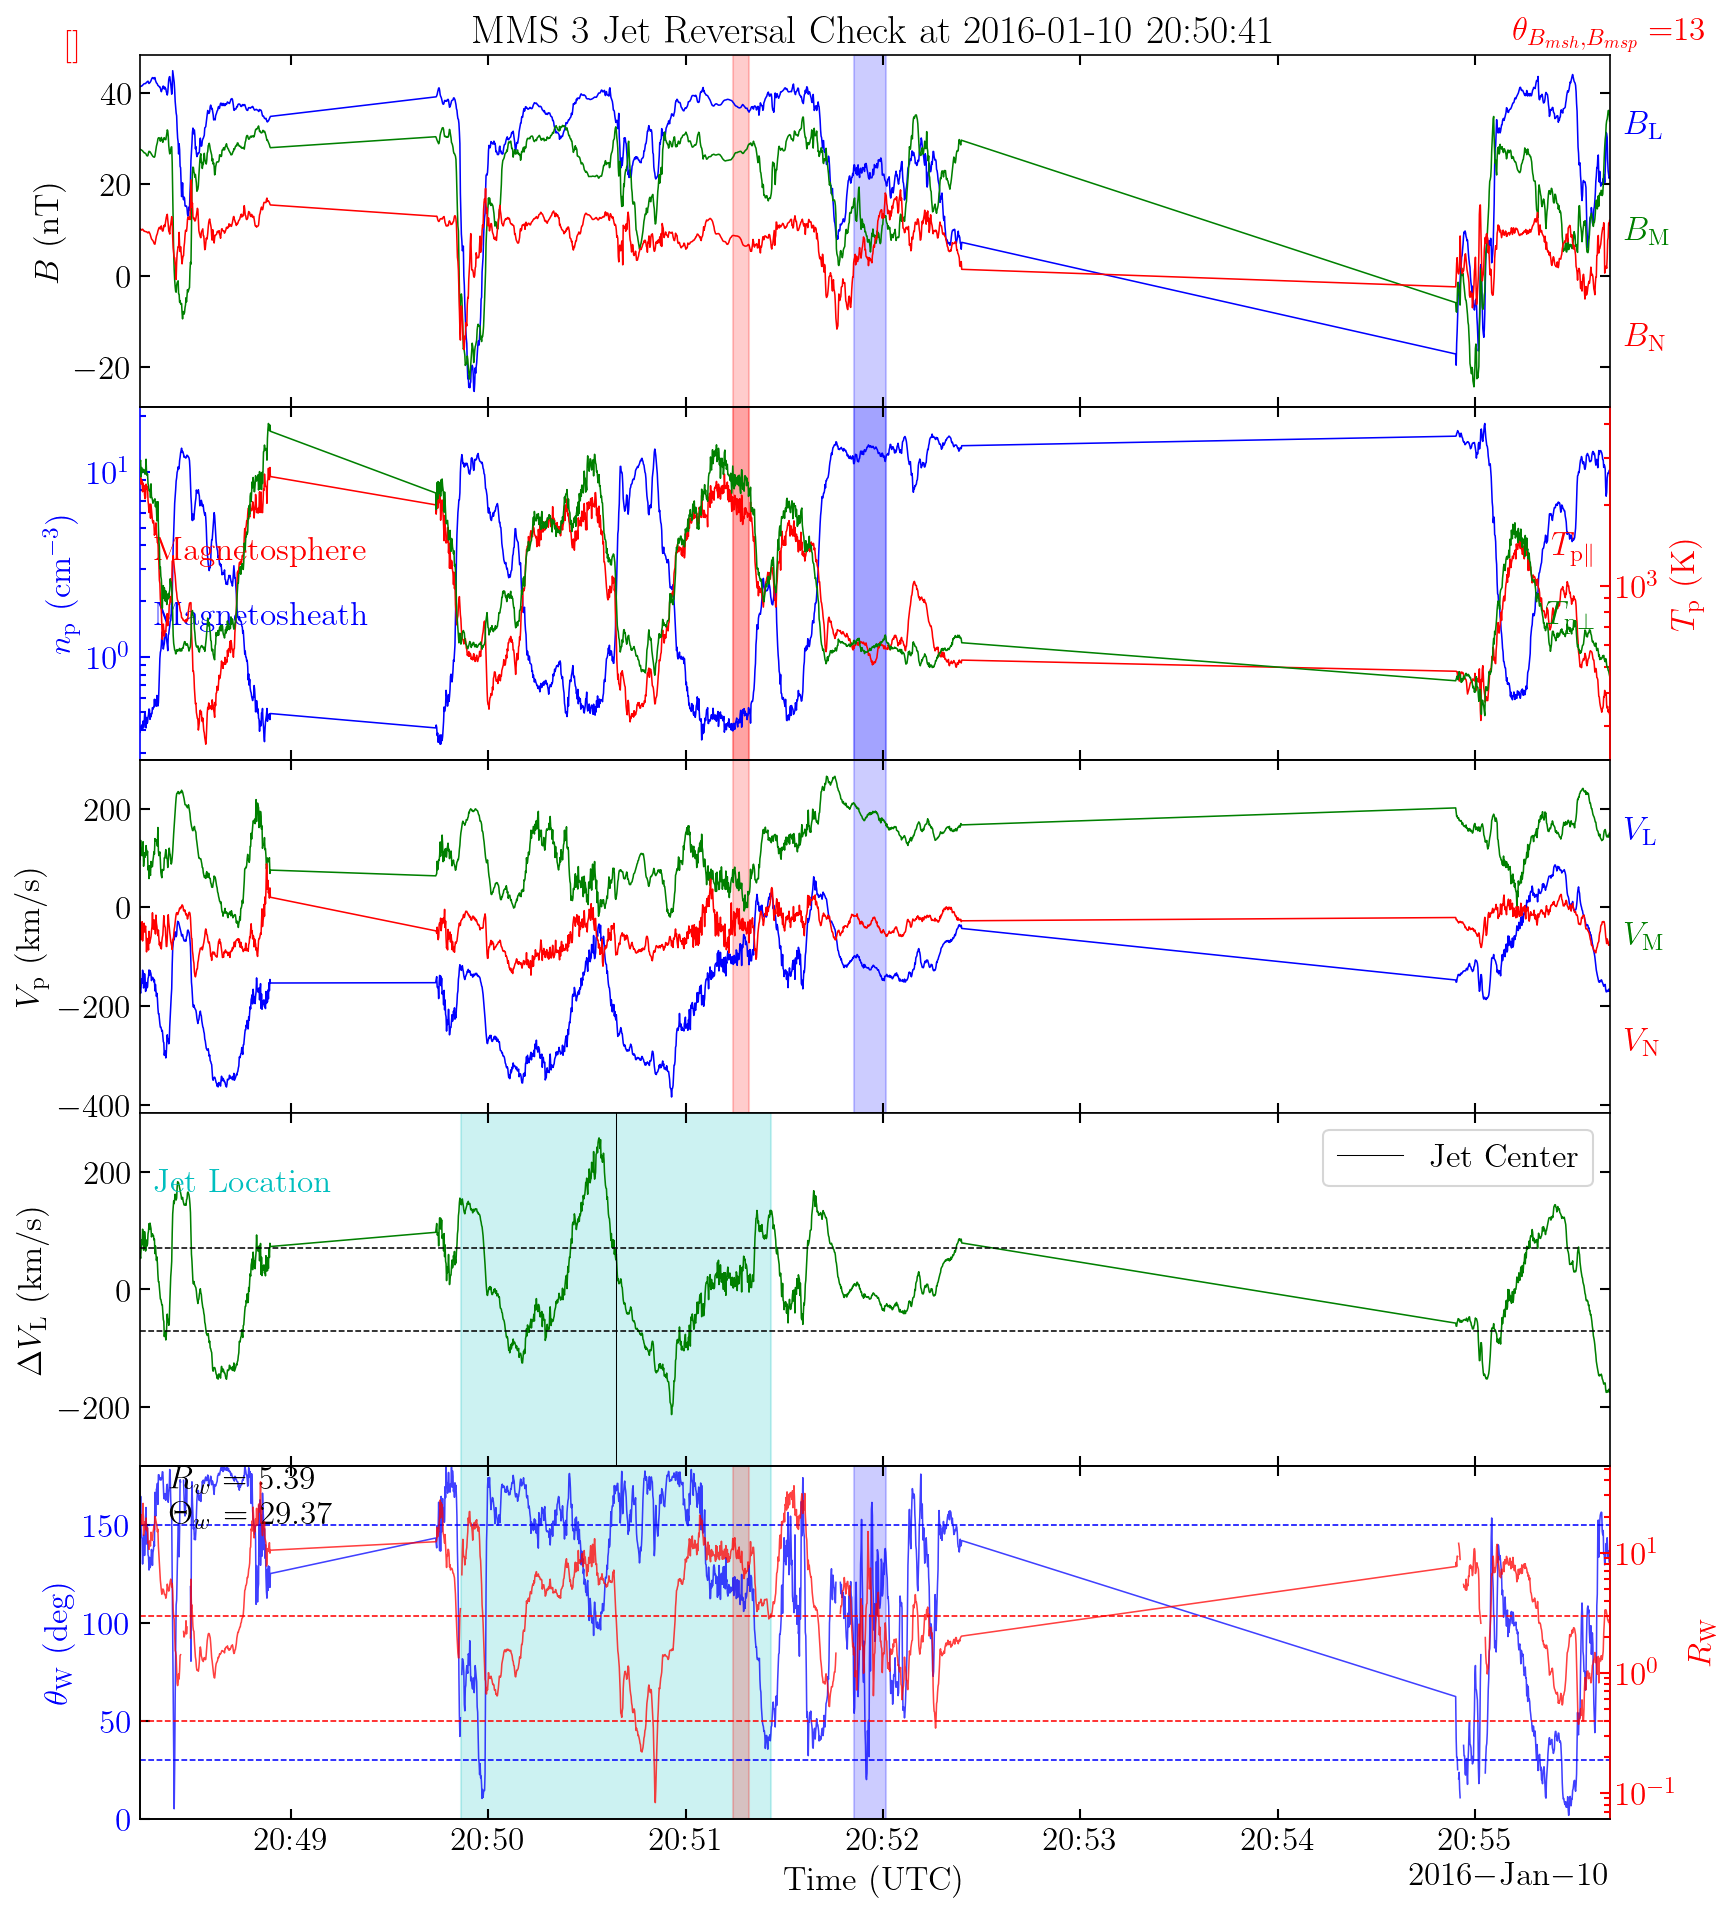 MMS 3 Jet Reversal Check at 2016-01-10 20:50:41
[]
θ_{B_{msh},B_{msp}} =13
B (nT)
40
20
0
−20
B_L
B_M
B_N
n_p (cm^{−3})
10^1
10^0
Magnetosphere
Magnetosheath
T_{p∥}
T_{p⊥}
10^3
T_p (K)
V_p (km/s)
200
0
−200
−400
V_L
V_M
V_N
ΔV_L (km/s)
200
0
−200
Jet Location
Jet Center
θ_W (deg)
150
100
50
0
R_w = 5.39
Θ_w = 29.37
10^1
10^0
10^{−1}
R_W
20:49 20:50 20:51 20:52 20:53 20:54 20:55
Time (UTC)
2016−Jan−10